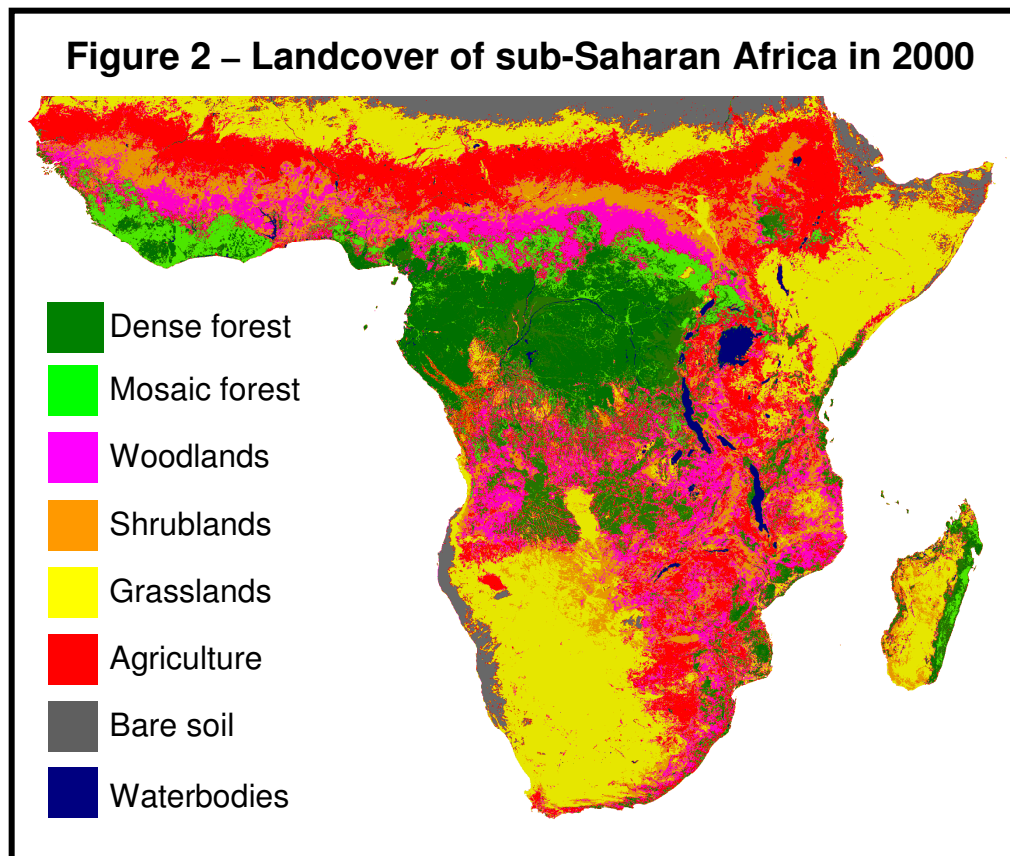 Figure 2 – Landcover of sub-Saharan Africa in 2000
Dense forest
Mosaic forest
Woodlands
Shrublands
Grasslands
Agriculture
Bare soil
Waterbodies